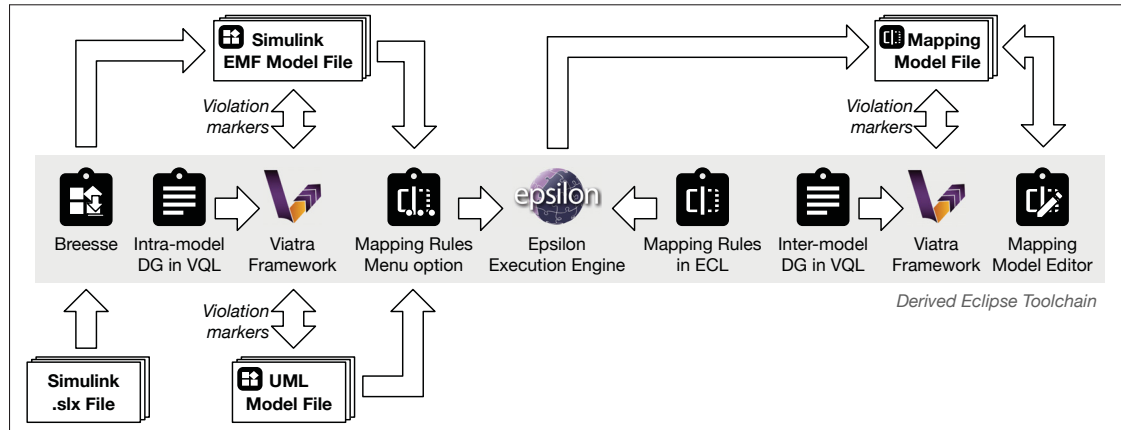 Simulink
EMF Model File
Mapping
Model File
Violation
markers
Violation
markers
epsilon
Breesse
Intra-model
DG in VQL
Viatra
Framework
Mapping Rules
Menu option
Epsilon
Execution Engine
Mapping Rules
in ECL
Inter-model
DG in VQL
Viatra
Framework
Mapping
Model Editor
Derived Eclipse Toolchain
Violation
markers
Simulink
.slx File
UML
Model File